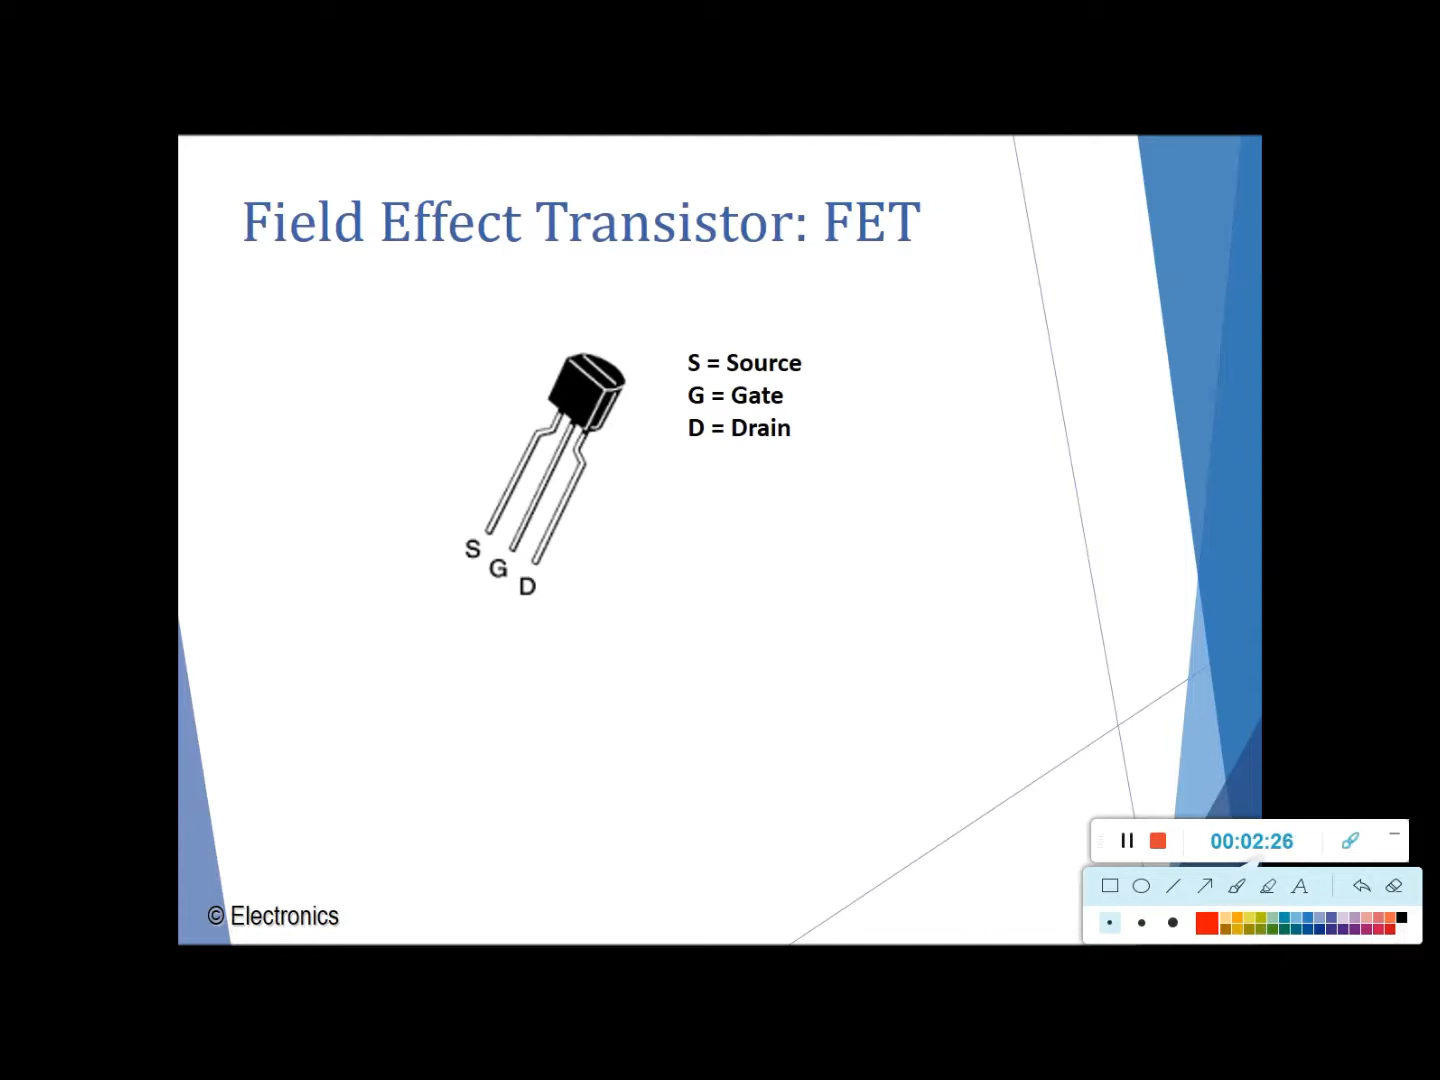 Field Effect Transistor: FET
S = Source
G = Gate
D = Drain
S
G
D
© Electronics
00:02:26
A